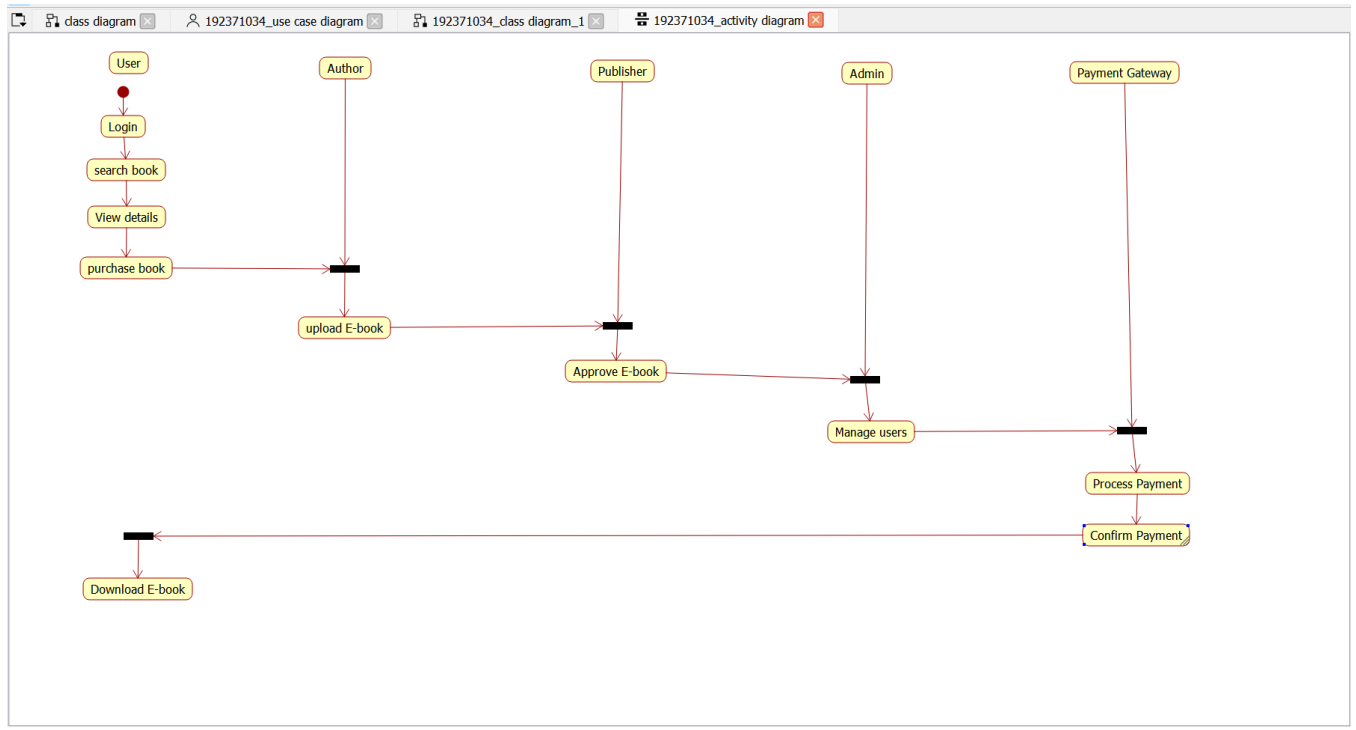 class diagram
192371034_use case diagram
192371034_class diagram_1
192371034_activity diagram
User
Author
Publisher
Admin
Payment Gateway
Login
search book
View details
purchase book
upload E-book
Approve E-book
Manage users
Process Payment
Confirm Payment
Download E-book